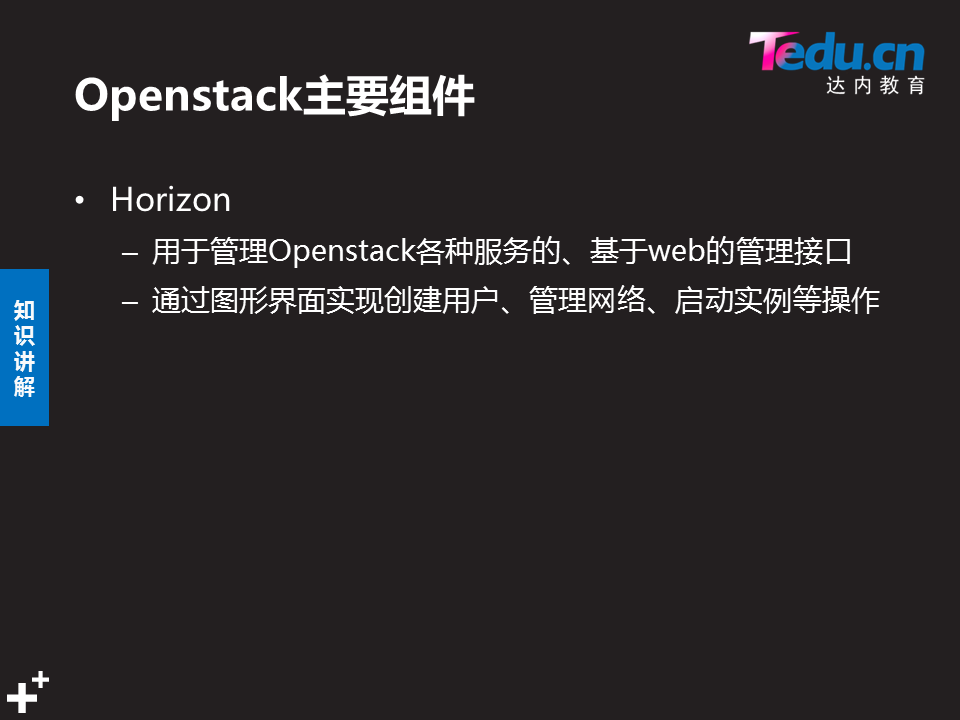 Tedu.cn
达内教育
Openstack主要组件
• Horizon
– 用于管理Openstack各种服务的、基于web的管理接口
– 通过图形界面实现创建用户、管理网络、启动实例等操作
知
识
讲
解